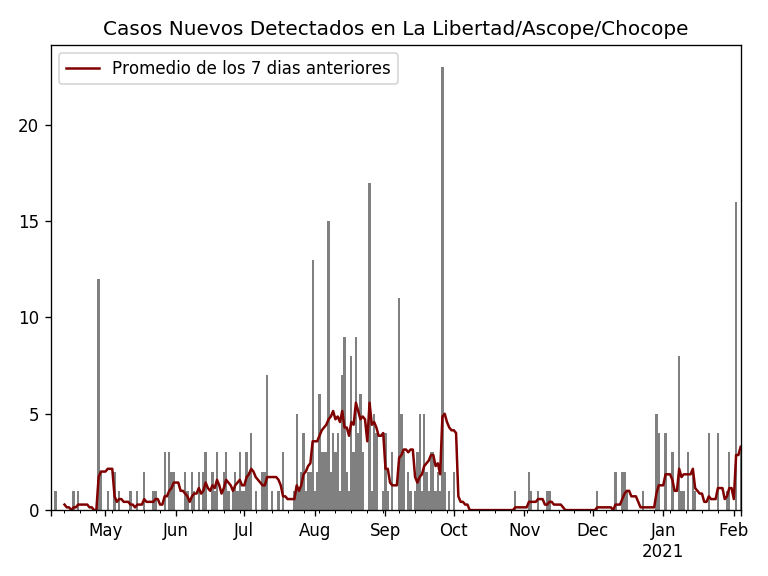 Casos Nuevos Detectados en La Libertad/Ascope/Chocope
Promedio de los 7 dias anteriores
20
15
10
5
0
May Jun Jul Aug Sep Oct Nov Dec Jan Feb
2021